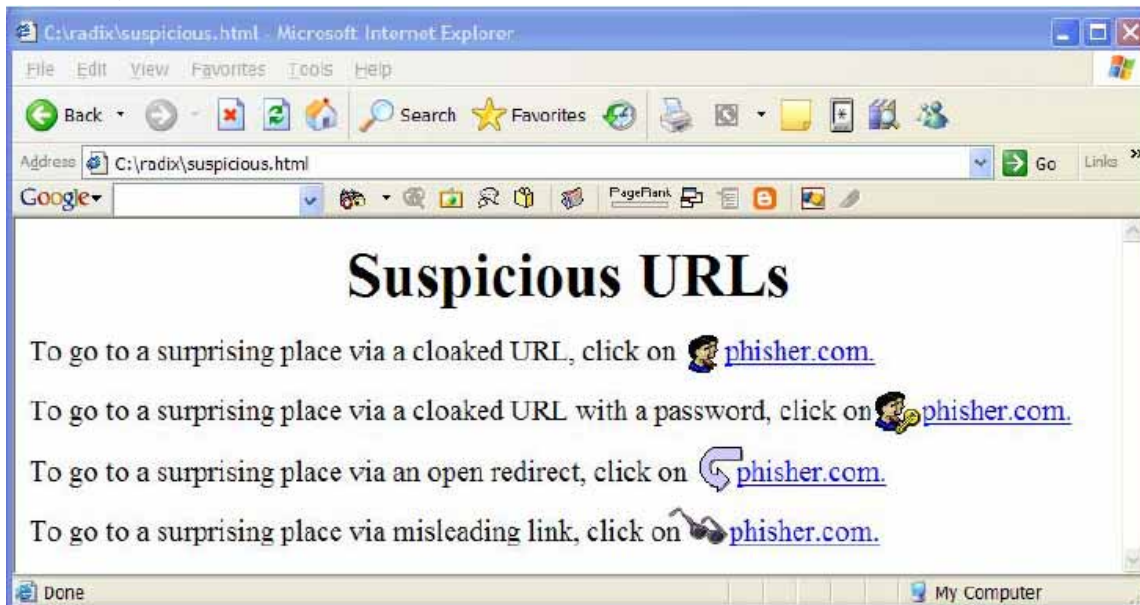 C:\radix\suspicious.html - Microsoft Internet Explorer
File Edit View Favorites Tools Help
Back Search Favorites
Address C:\radix\suspicious.html Go Links »
Google PageRank
Suspicious URLs
To go to a surprising place via a cloaked URL, click on phisher.com.
To go to a surprising place via a cloaked URL with a password, click on phisher.com.
To go to a surprising place via an open redirect, click on phisher.com.
To go to a surprising place via misleading link, click on phisher.com.
Done My Computer